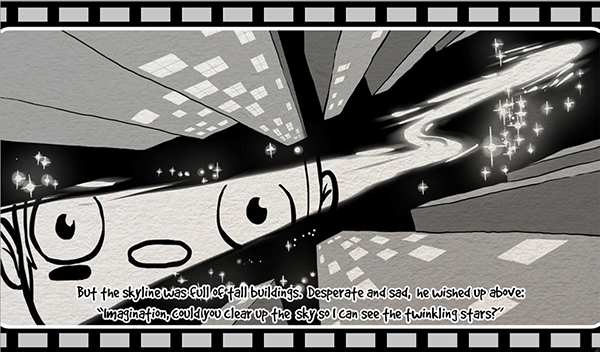 But the skyline was full of tall buildings. Desperate and sad, he wished up above:
"Imagination, could you clear up the sky so I can see the twinkling stars?"